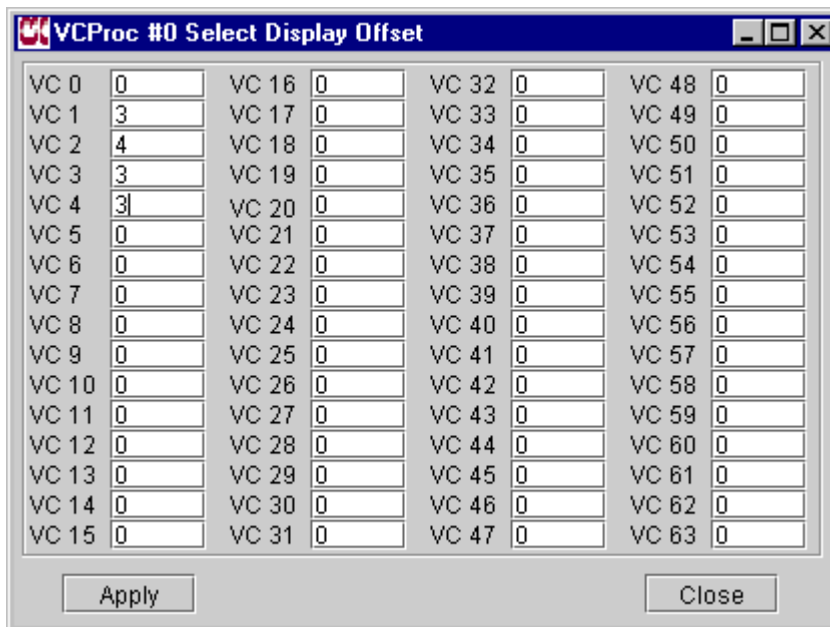 VCProc #0 Select Display Offset
VC 0 0 VC 16 0 VC 32 0 VC 48 0
VC 1 3 VC 17 0 VC 33 0 VC 49 0
VC 2 4 VC 18 0 VC 34 0 VC 50 0
VC 3 3 VC 19 0 VC 35 0 VC 51 0
VC 4 3 VC 20 0 VC 36 0 VC 52 0
VC 5 0 VC 21 0 VC 37 0 VC 53 0
VC 6 0 VC 22 0 VC 38 0 VC 54 0
VC 7 0 VC 23 0 VC 39 0 VC 55 0
VC 8 0 VC 24 0 VC 40 0 VC 56 0
VC 9 0 VC 25 0 VC 41 0 VC 57 0
VC 10 0 VC 26 0 VC 42 0 VC 58 0
VC 11 0 VC 27 0 VC 43 0 VC 59 0
VC 12 0 VC 28 0 VC 44 0 VC 60 0
VC 13 0 VC 29 0 VC 45 0 VC 61 0
VC 14 0 VC 30 0 VC 46 0 VC 62 0
VC 15 0 VC 31 0 VC 47 0 VC 63 0
Apply Close